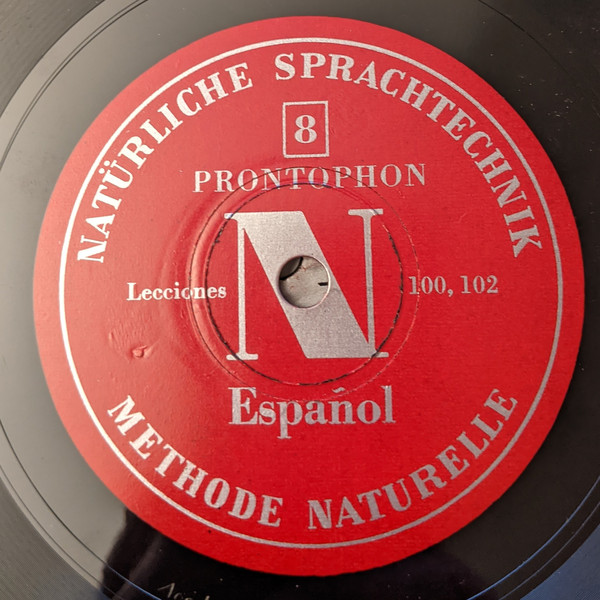 NATÜRLICHE SPRACHTECHNIK
8
PRONTOPHON
N
Lecciones 100, 102
Español
METHODE NATURELLE